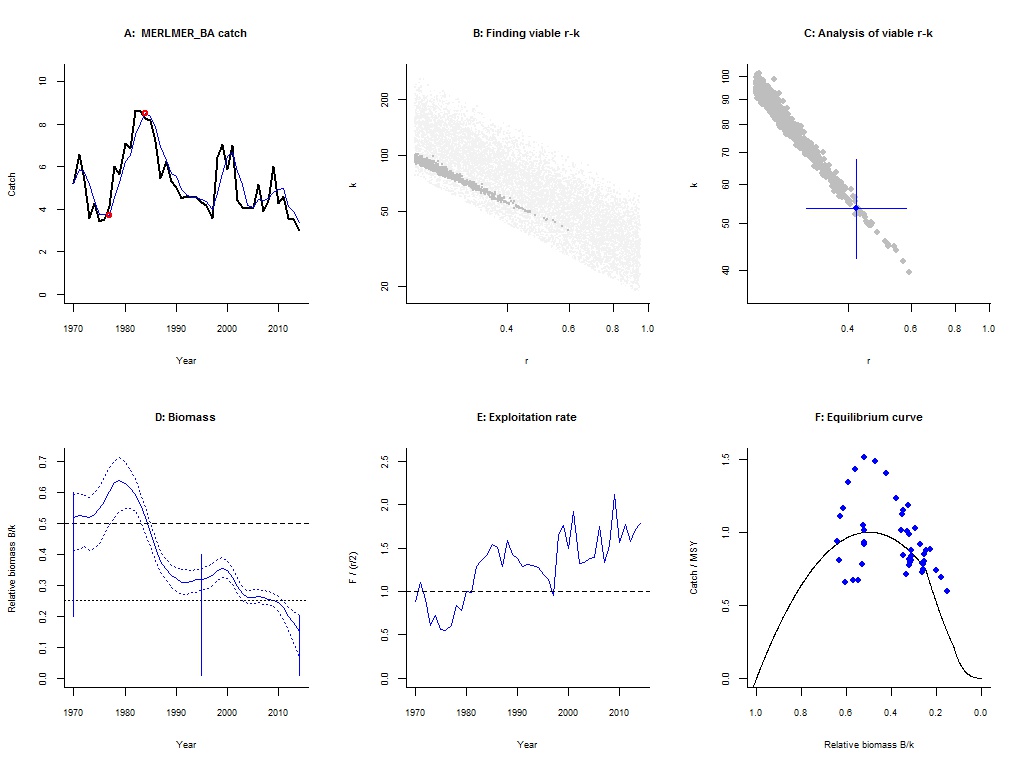 A: MERLMER_BA catch
B: Finding viable r-k
C: Analysis of viable r-k
Catch
10
8
6
4
2
0
1970 1980 1990 2000 2010
Year
k
200
100
50
20
0.4 0.6 0.8 1.0
r
k
100
90
80
70
60
50
40
0.4 0.6 0.8 1.0
r
D: Biomass
E: Exploitation rate
F: Equilibrium curve
Relative biomass B/k
0.7
0.6
0.5
0.4
0.3
0.2
0.1
0.0
1970 1980 1990 2000 2010
Year
F / (r/2)
2.5
2.0
1.5
1.0
0.5
0.0
1970 1980 1990 2000 2010
Year
Catch / MSY
1.5
1.0
0.5
0.0
1.0 0.8 0.6 0.4 0.2 0.0
Relative biomass B/k